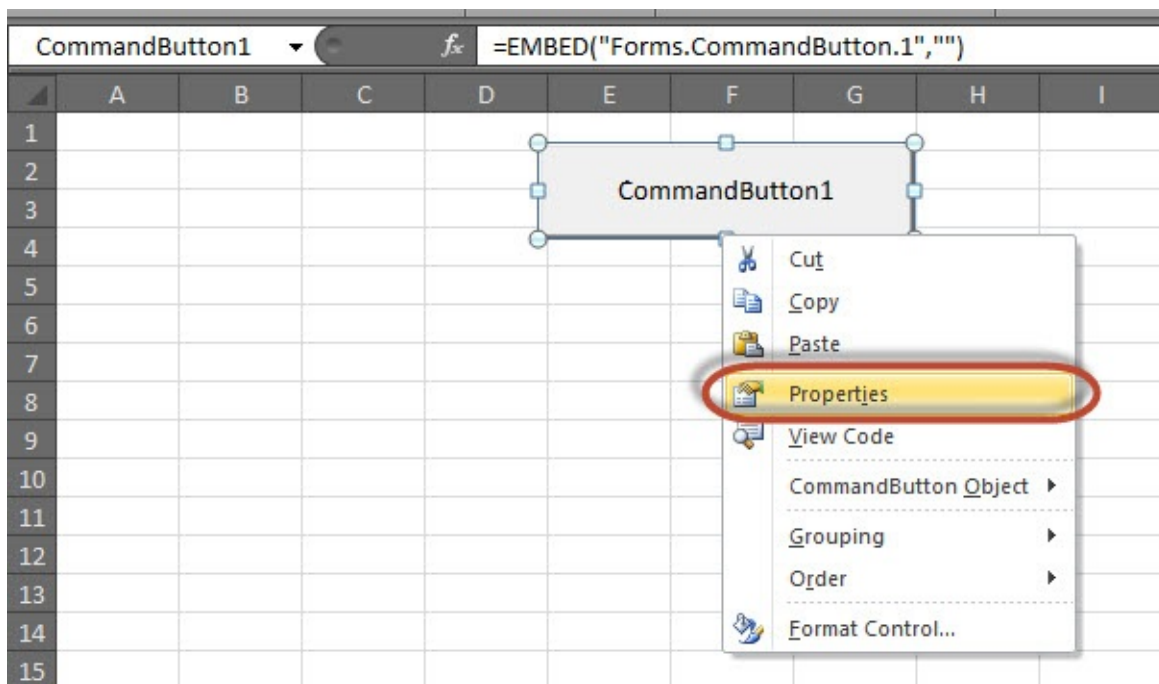 CommandButton1 fx =EMBED("Forms.CommandButton.1","")
A B C D E F G H I
1
2
CommandButton1
3
4
Cut
5
Copy
6
Paste
7
8
Properties
9
View Code
10
CommandButton Object
11
12
Grouping
13
Order
14
Format Control...
15